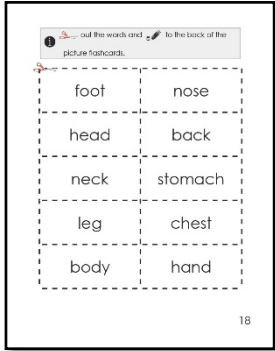 out the words and to the back of the
picture flashcards.
foot nose
head back
neck stomach
leg chest
body hand
18